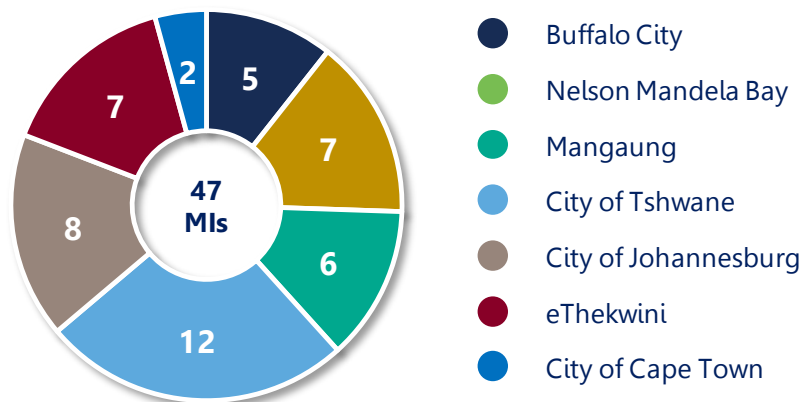 2
5
7
7
47
MIs
8
6
12
Buffalo City
Nelson Mandela Bay
Mangaung
City of Tshwane
City of Johannesburg
eThekwini
City of Cape Town